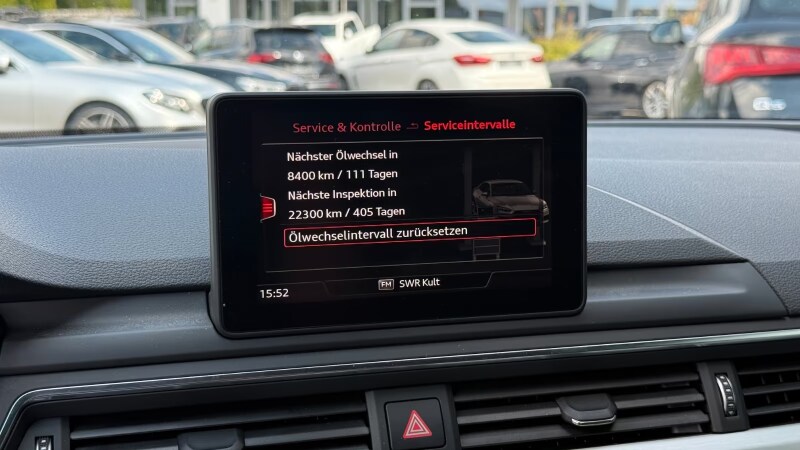 Service & Kontrolle Serviceintervalle
Nächster Ölwechsel in
8400 km / 111 Tagen
Nächste Inspektion in
22300 km / 405 Tagen
Ölwechselintervall zurücksetzen
15:52
FM SWR Kult